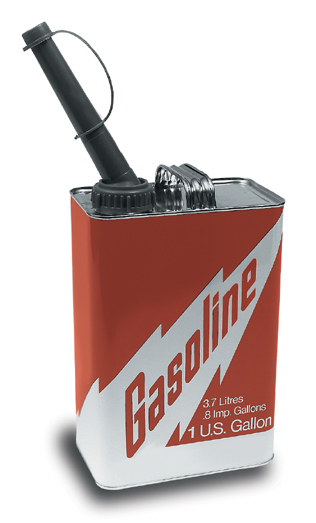 Gasoline
3.7 Litres
.8 Imp. Gallons
1 U.S. Gallon